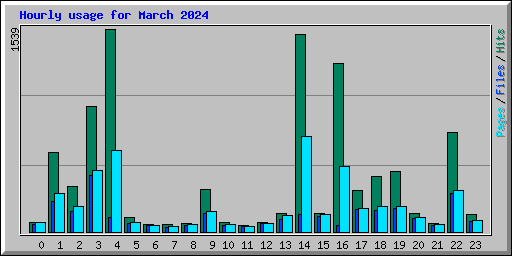 Hourly usage for March 2024
1539
Pages/Files/Hits
0 1 2 3 4 5 6 7 8 9 10 11 12 13 14 15 16 17 18 19 20 21 22 23